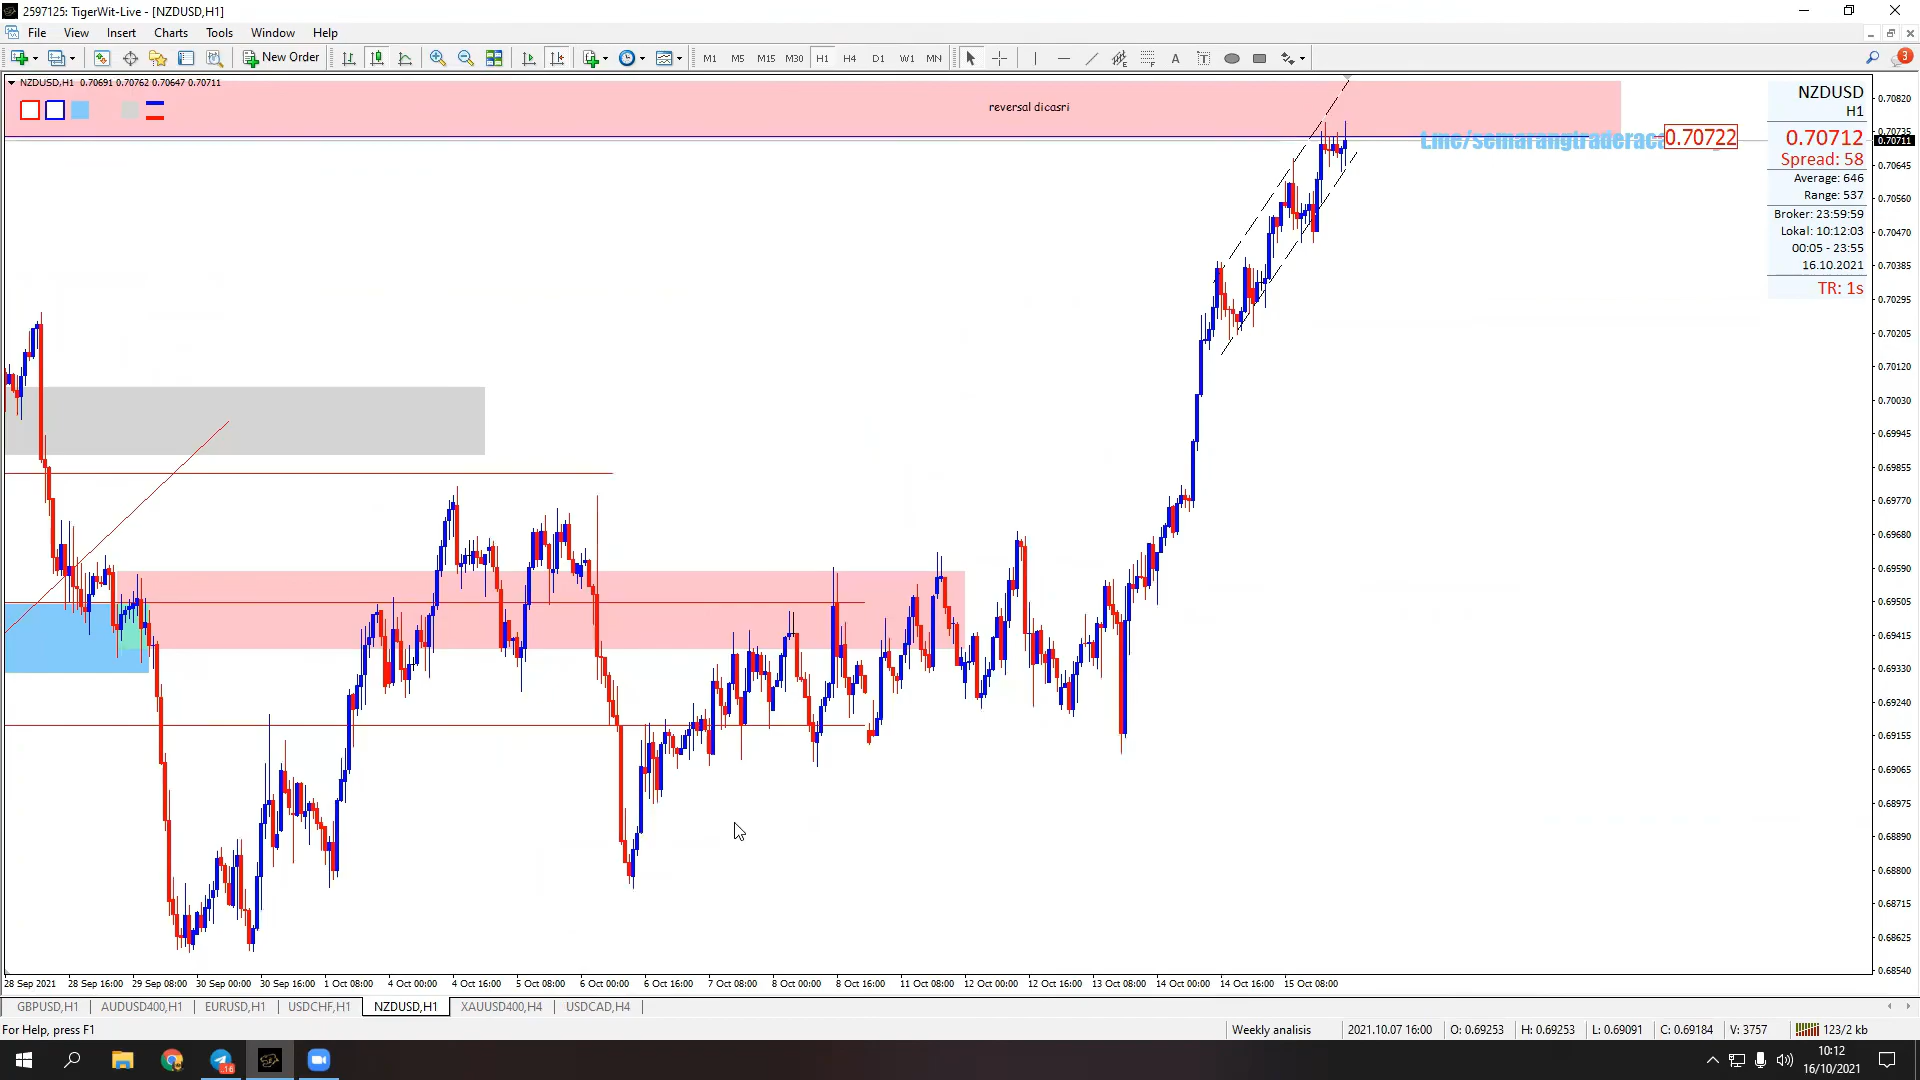 2597125: TigerWit-Live - [NZDUSD,H1]
File View Insert Charts Tools Window Help
New Order M1 M5 M15 M30 H1 H4 D1 W1 MN A T 3
NZDUSD,H1 0.70691 0.70762 0.70647 0.70711
reversal dicasri
0.70722
NZDUSD
H1
0.70712
Spread: 58
Average: 646
Range: 537
Broker: 23:59:59
Lokal: 10:12:03
00:05 - 23:55
16.10.2021
TR: 1s
0.70820
0.70735
0.70711
0.70645
0.70560
0.70470
0.70385
0.70295
0.70205
0.70120
0.70030
0.69945
0.69855
0.69770
0.69680
0.69590
0.69505
0.69415
0.69330
0.69240
0.69155
0.69065
0.68975
0.68890
0.68800
0.68715
0.68625
0.68540
28 Sep 2021 28 Sep 16:00 29 Sep 08:00 30 Sep 00:00 30 Sep 16:00 1 Oct 08:00 4 Oct 00:00 4 Oct 16:00 5 Oct 08:00 6 Oct 00:00 6 Oct 16:00 7 Oct 08:00 8 Oct 00:00 8 Oct 16:00 11 Oct 08:00 12 Oct 00:00 12 Oct 16:00 13 Oct 08:00 14 Oct 00:00 14 Oct 16:00 15 Oct 08:00
GBPUSD,H1 AUDUSD400,H1 EURUSD,H1 USDCHF,H1 NZDUSD,H1 XAUUSD400,H4 USDCAD,H4
For Help, press F1 Weekly analisis 2021.10.07 16:00 O: 0.69253 H: 0.69253 L: 0.69091 C: 0.69184 V: 3757 123/2 kb
16 10:12
16/10/2021